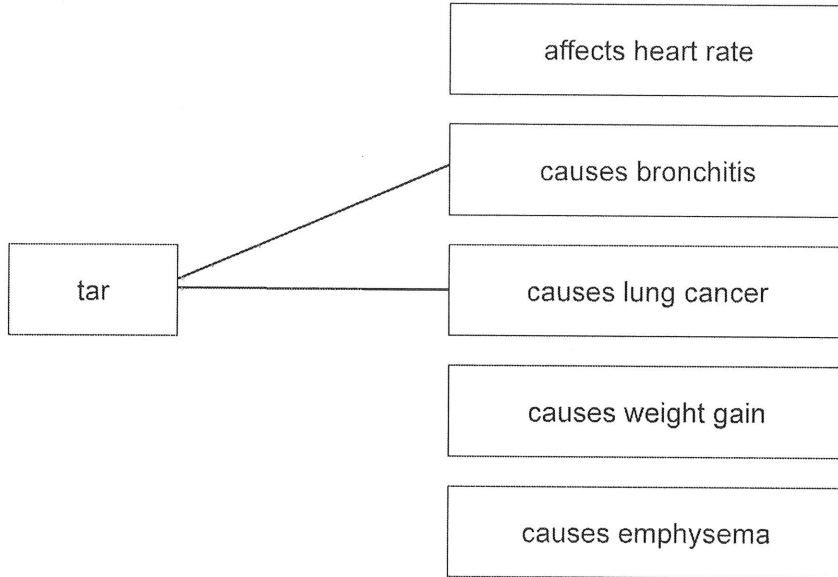 affects heart rate
causes bronchitis
tar
causes lung cancer
causes weight gain
causes emphysema